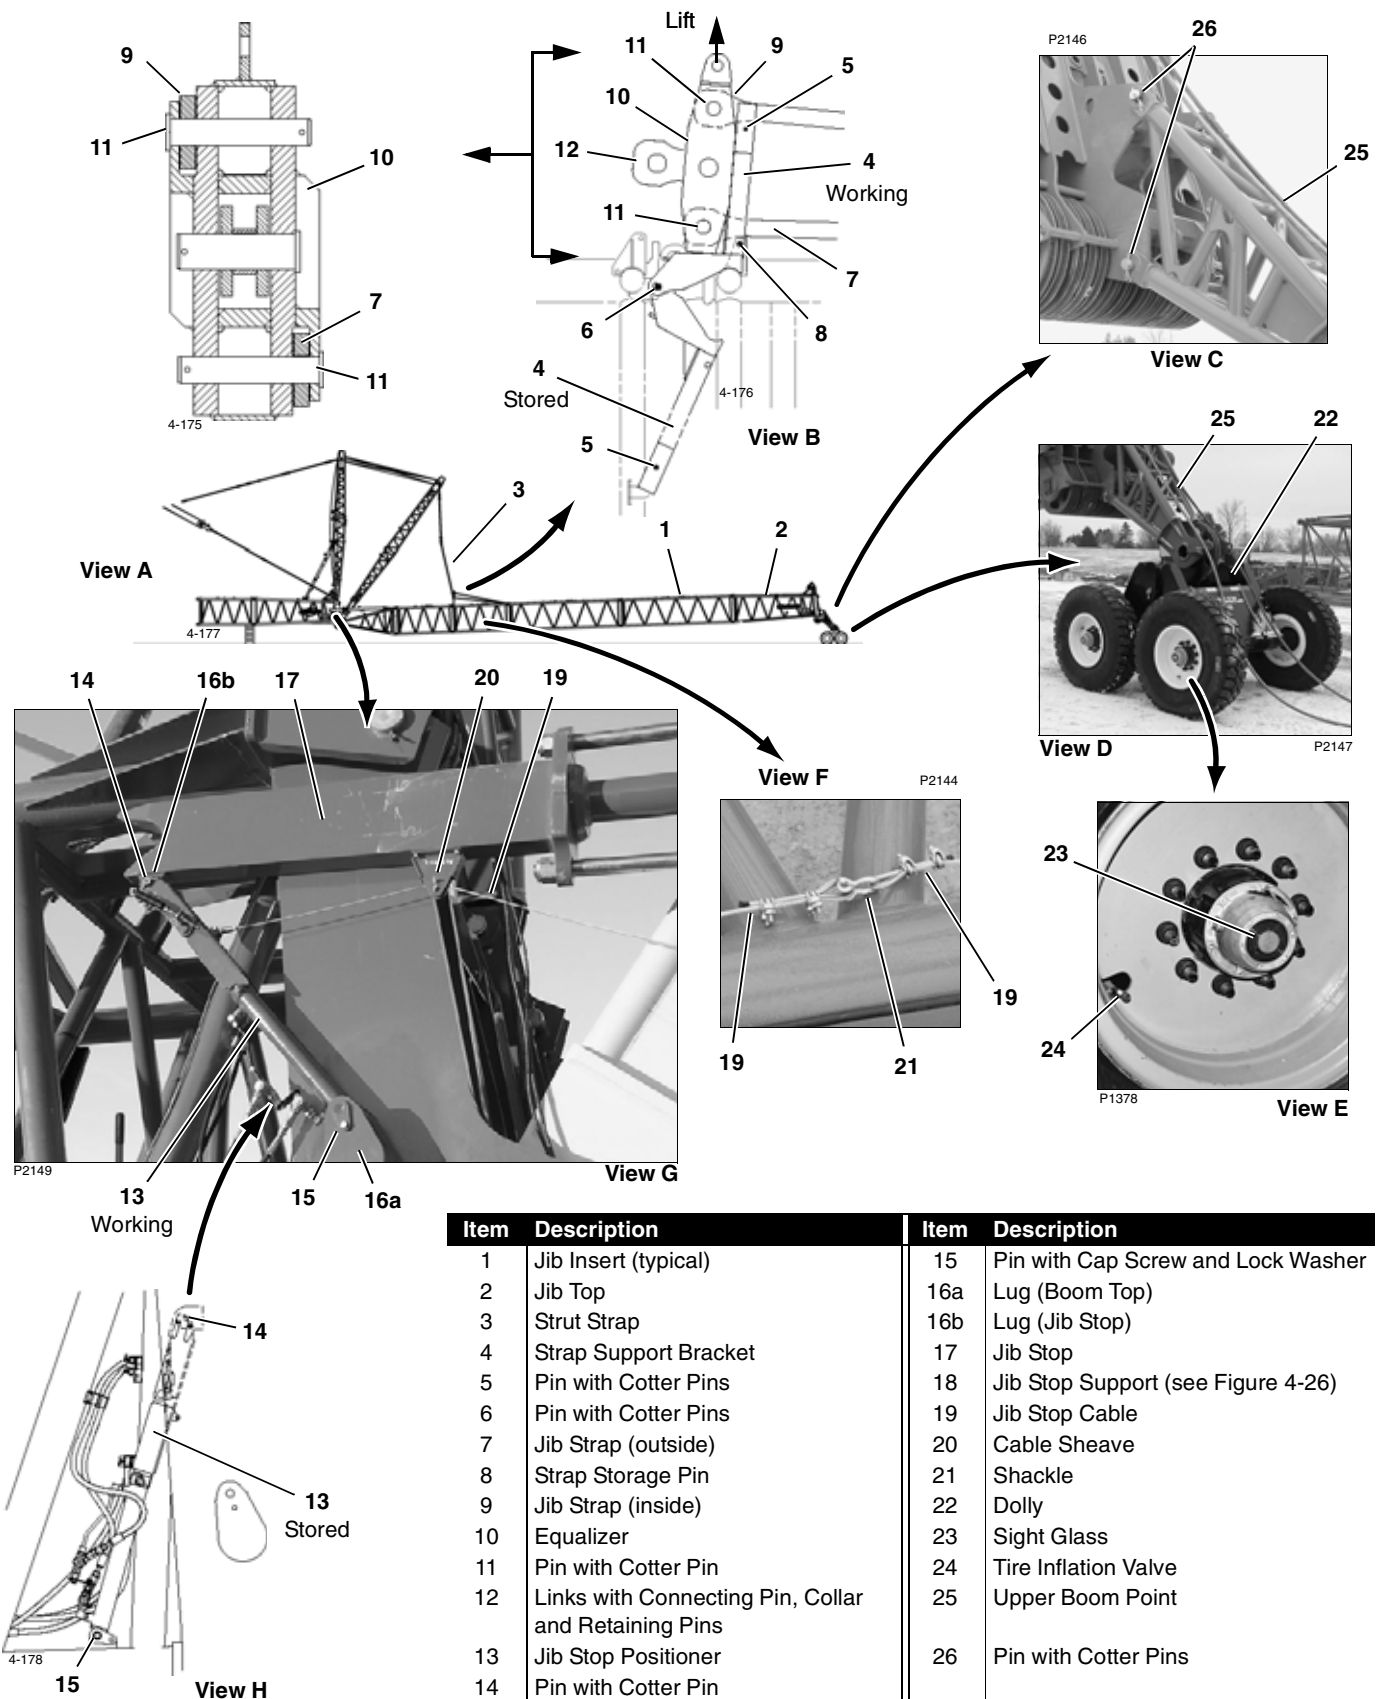 Lift
9
11
10
7
11
4-175
11
9
5
10
12
4
Working
11
7
6
8
4
Stored
4-176
5
View B
P2146
26
25
View C
3
1
2
View A
4-177
25
22
View D
P2147
14
16b
17
20
19
View F
P2144
19
19
21
23
24
P1378
View E
P2149
View G
13
Working
15
16a
14
13
Stored
4-178
15
View H
Item Description Item Description
1 Jib Insert (typical) 15 Pin with Cap Screw and Lock Washer
2 Jib Top 16a Lug (Boom Top)
3 Strut Strap 16b Lug (Jib Stop)
4 Strap Support Bracket 17 Jib Stop
5 Pin with Cotter Pins 18 Jib Stop Support (see Figure 4-26)
6 Pin with Cotter Pins 19 Jib Stop Cable
7 Jib Strap (outside) 20 Cable Sheave
8 Strap Storage Pin 21 Shackle
9 Jib Strap (inside) 22 Dolly
10 Equalizer 23 Sight Glass
11 Pin with Cotter Pin 24 Tire Inflation Valve
12 Links with Connecting Pin, Collar 25 Upper Boom Point
and Retaining Pins
13 Jib Stop Positioner 26 Pin with Cotter Pins
14 Pin with Cotter Pin